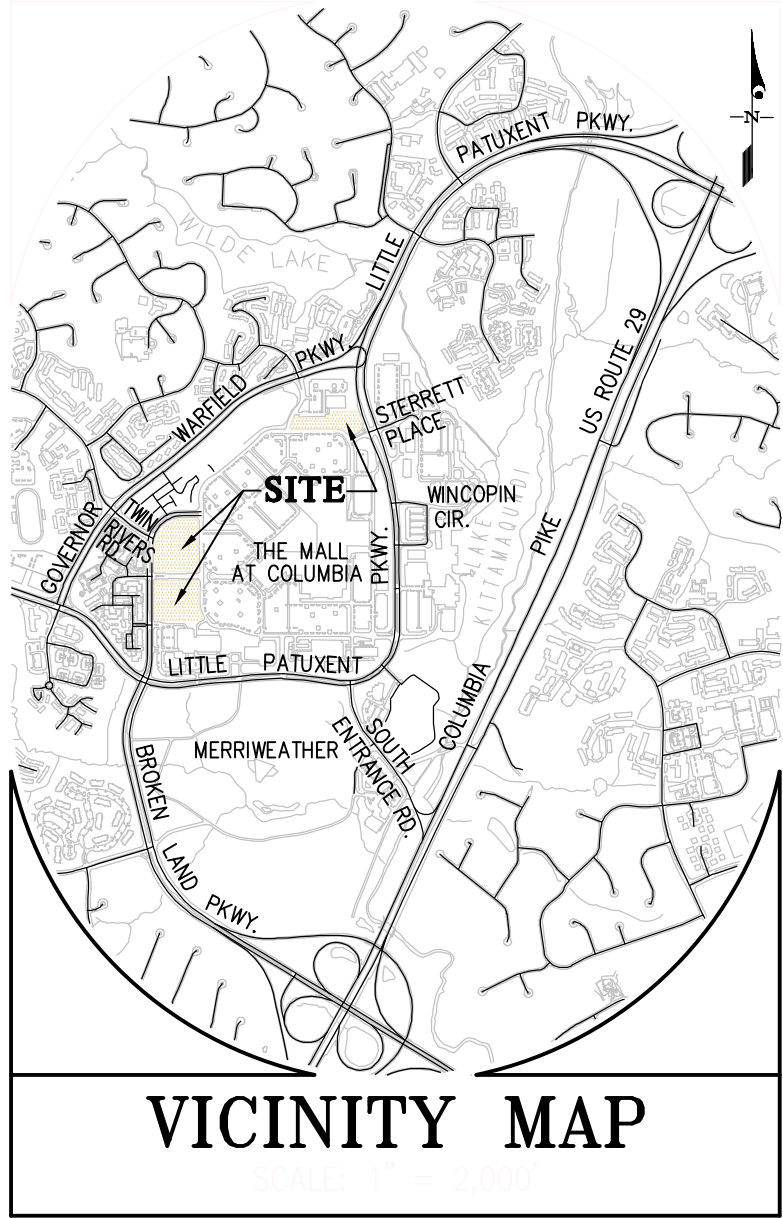 PATUXENT PKWY.
N
WILDE LAKE
LITTLE
US ROUTE 29
PKWY.
WARFIELD
STERRETT
PLACE
SITE
WINCOPIN
CIR.
GOVERNOR
TWIN
RIVERS
RD.
THE MALL
AT COLUMBIA
PKWY.
LAKE
KITTAMAQUNDI
PIKE
LITTLE PATUXENT
COLUMBIA
SOUTH
ENTRANCE RD.
MERRIWEATHER
BROKEN
LAND
PKWY.
VICINITY MAP
SCALE: 1" = 2,000'